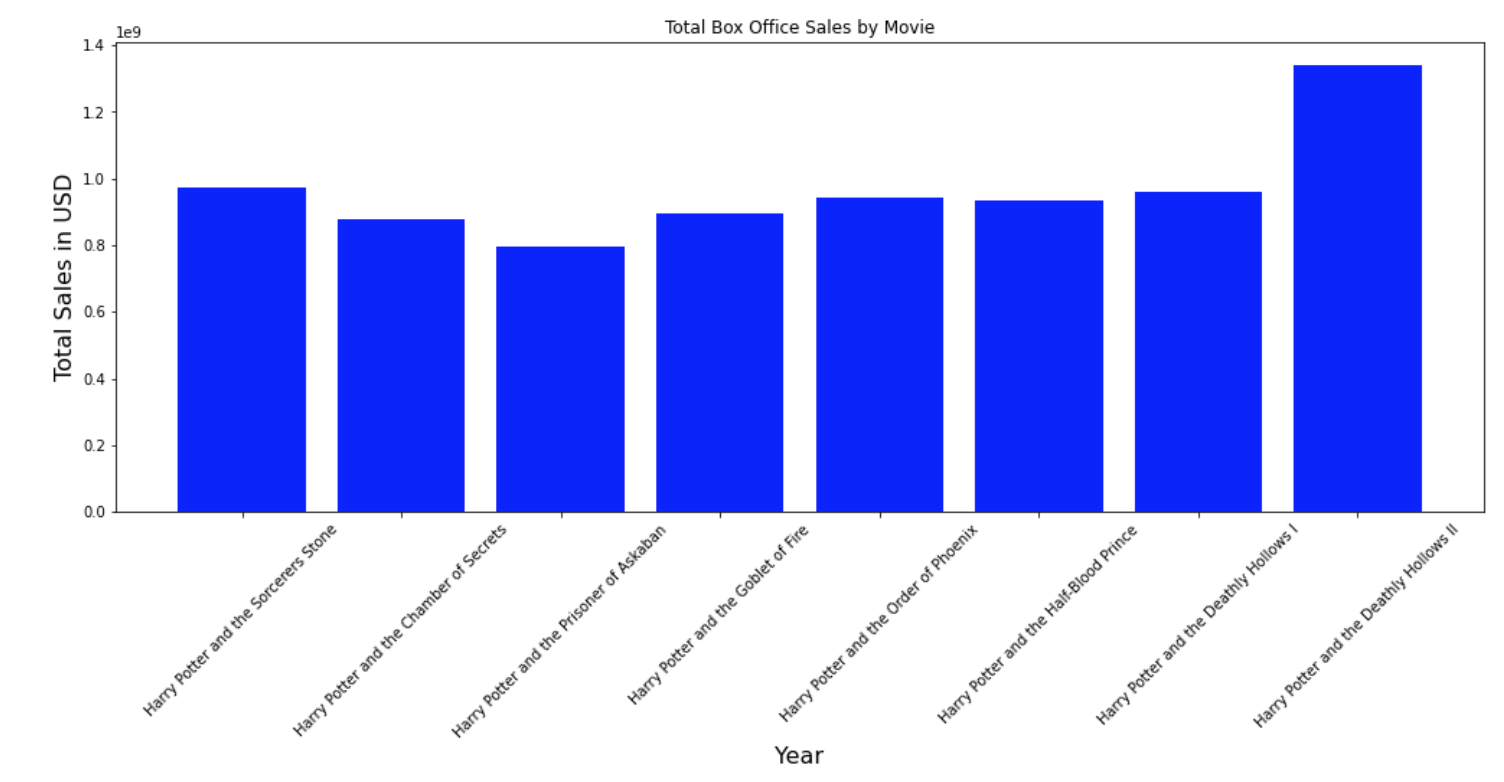 Total Box Office Sales by Movie
1e9
1.4
1.2
1.0
0.8
0.6
0.4
0.2
0.0
Total Sales in USD
Harry Potter and the Sorcerers Stone
Harry Potter and the Chamber of Secrets
Harry Potter and the Prisoner of Askaban
Harry Potter and the Goblet of Fire
Harry Potter and the Order of Phoenix
Harry Potter and the Half-Blood Prince
Harry Potter and the Deathly Hollows I
Harry Potter and the Deathly Hollows II
Year